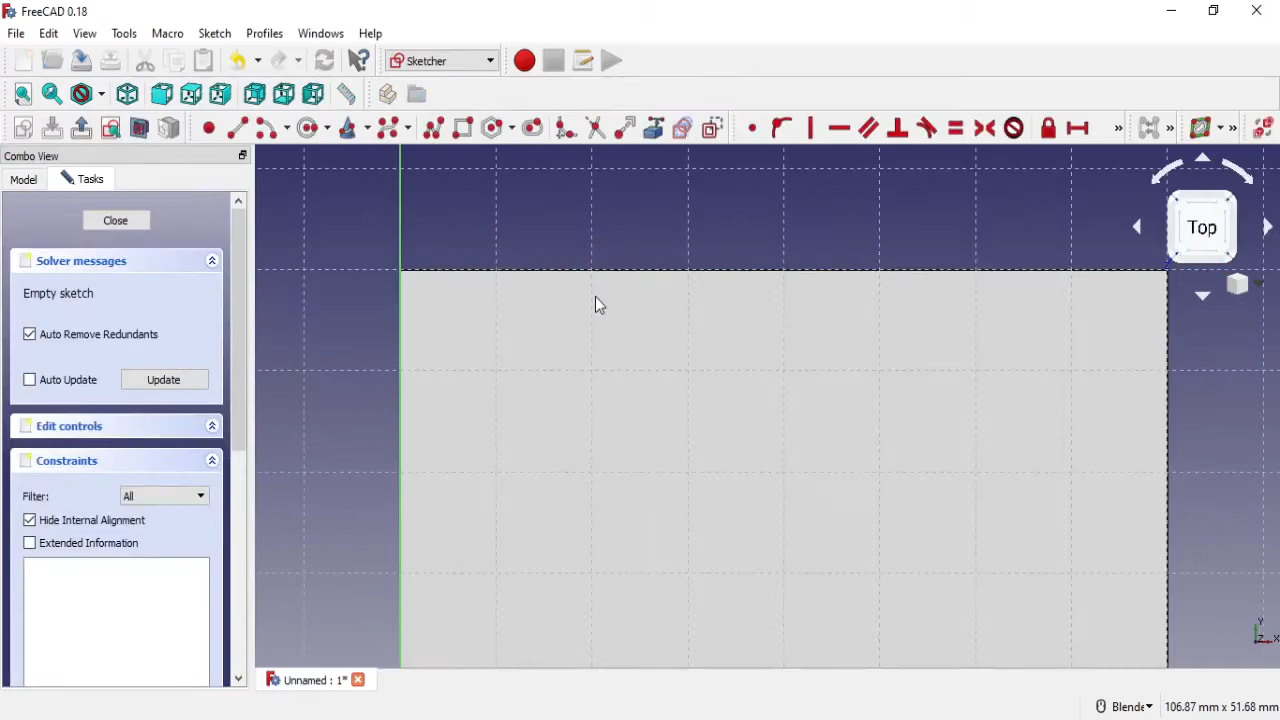 FreeCAD 0.18
File Edit View Tools Macro Sketch Profiles Windows Help
Sketcher
» » »
Combo View
Model Tasks
Close
Solver messages
Empty sketch
Auto Remove Redundants
Auto Update Update
Edit controls
Constraints
Filter: All
Hide Internal Alignment
Extended Information
Top
Y
X
Unnamed : 1*
Blende
106.87 mm x 51.68 mm